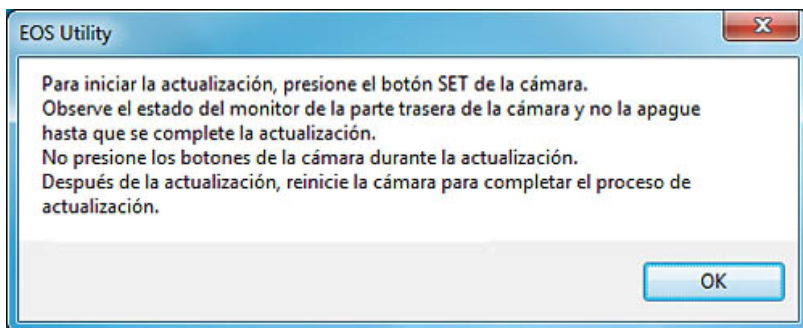 EOS Utility
Para iniciar la actualización, presione el botón SET de la cámara.
Observe el estado del monitor de la parte trasera de la cámara y no la apague
hasta que se complete la actualización.
No presione los botones de la cámara durante la actualización.
Después de la actualización, reinicie la cámara para completar el proceso de
actualización.
OK